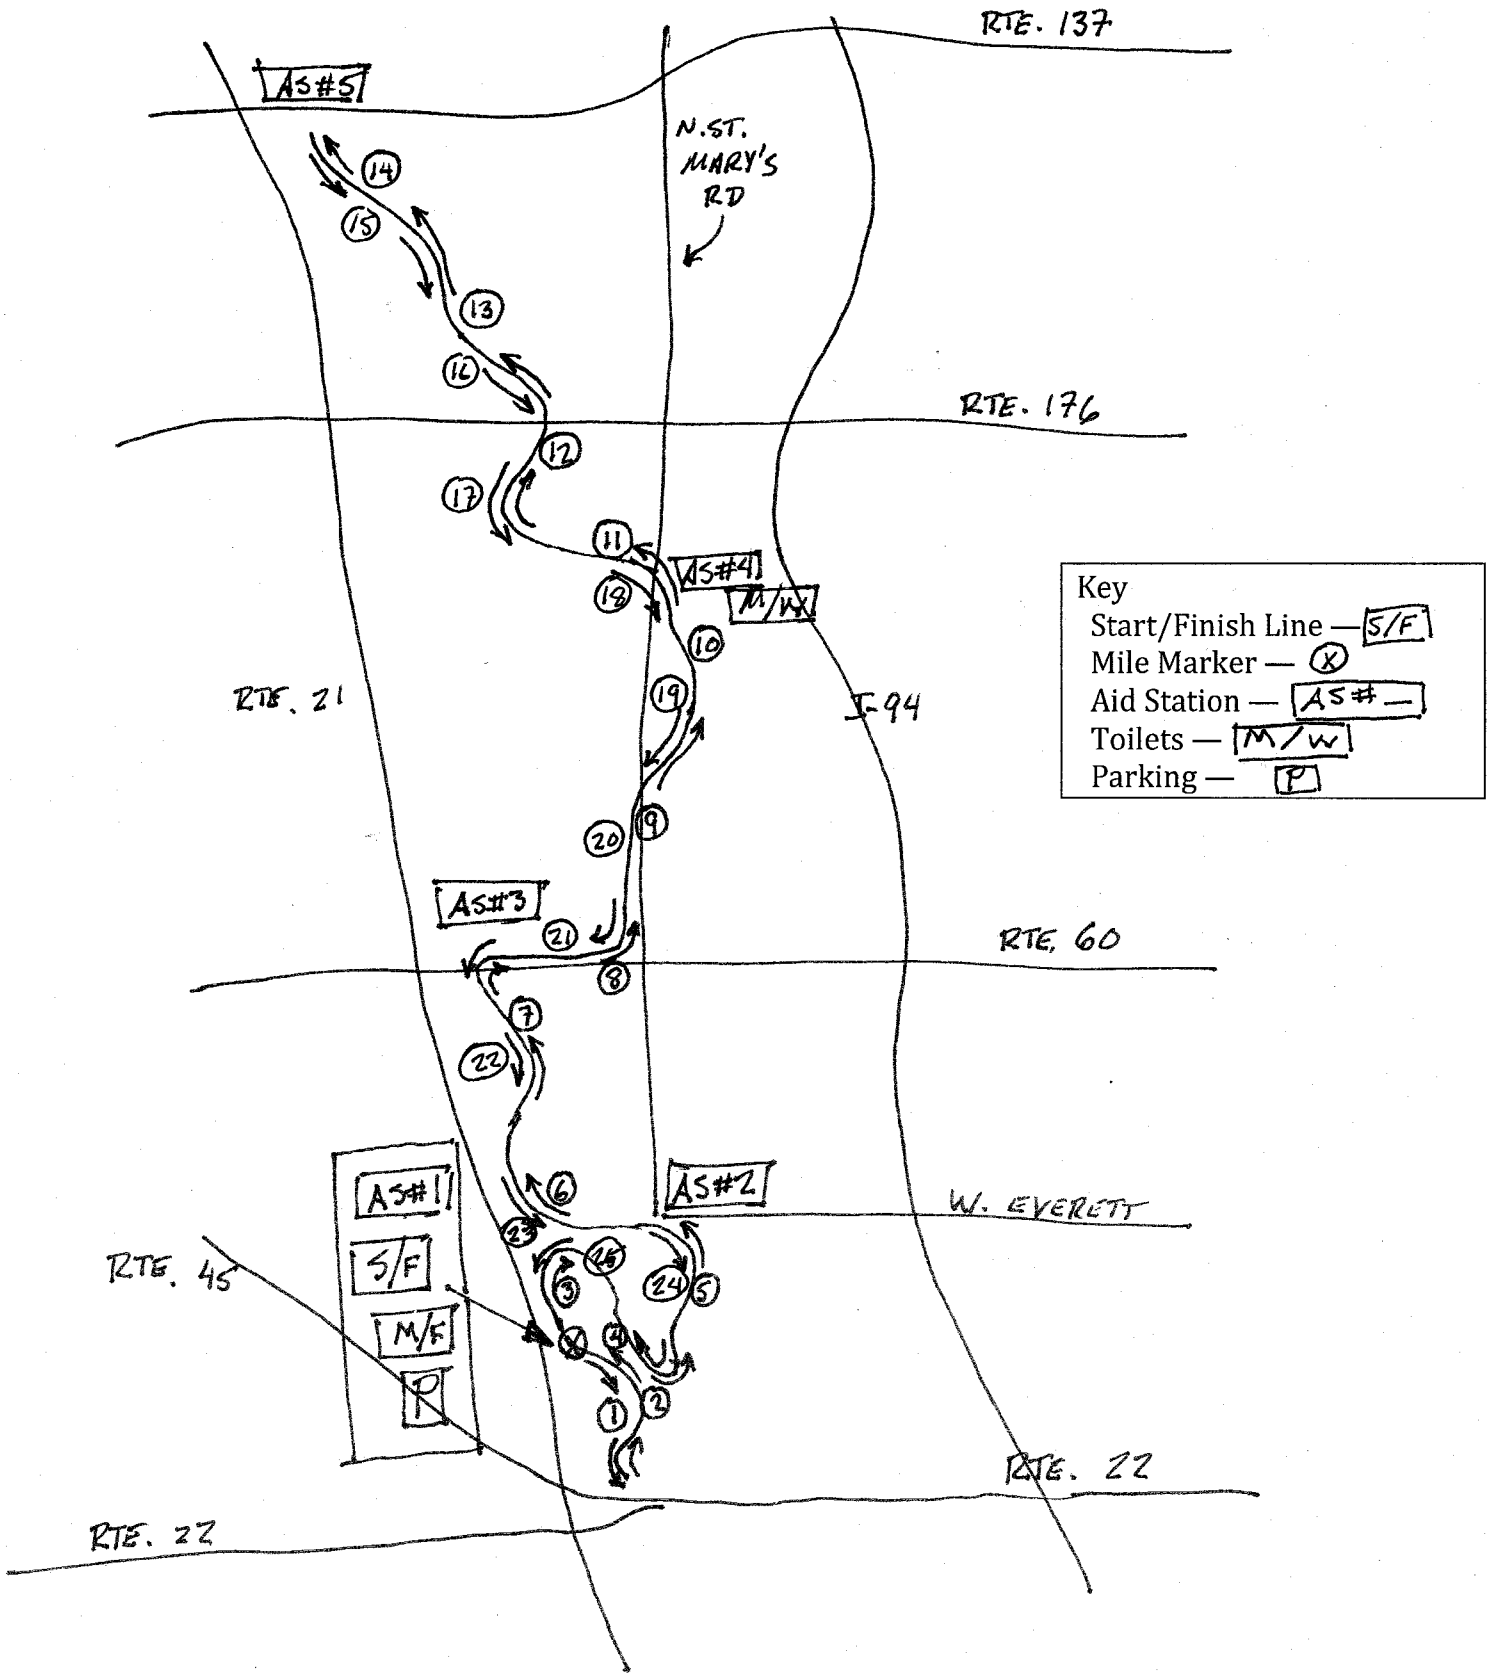 RTE. 137
AS#5
N. ST.
MARY'S
RD
14
15
13
16
RTE. 176
12
17
11
AS#4
18
M/W
10
Key
Start/Finish Line — S/F
Mile Marker — X
Aid Station — AS# _
Toilets — M/W
Parking — P
19
RTE. 21
I-94
9
20
AS#3
21
RTE. 60
8
7
22
AS#1
6
AS#2
W. EVERETT
23
25
RTE. 45
S/F
3
24
5
M/F
X
4
P
1
2
RTE. 22
RTE. 22